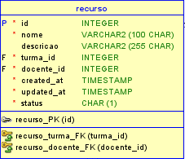 recurso
P * id INTEGER
* nome VARCHAR2 (100 CHAR)
descricao VARCHAR2 (255 CHAR)
F * turma_id INTEGER
F * docente_id INTEGER
* created_at TIMESTAMP
* updated_at TIMESTAMP
* status CHAR (1)
recurso_PK (id)
recurso_turma_FK (turma_id)
recurso_docente_FK (docente_id)